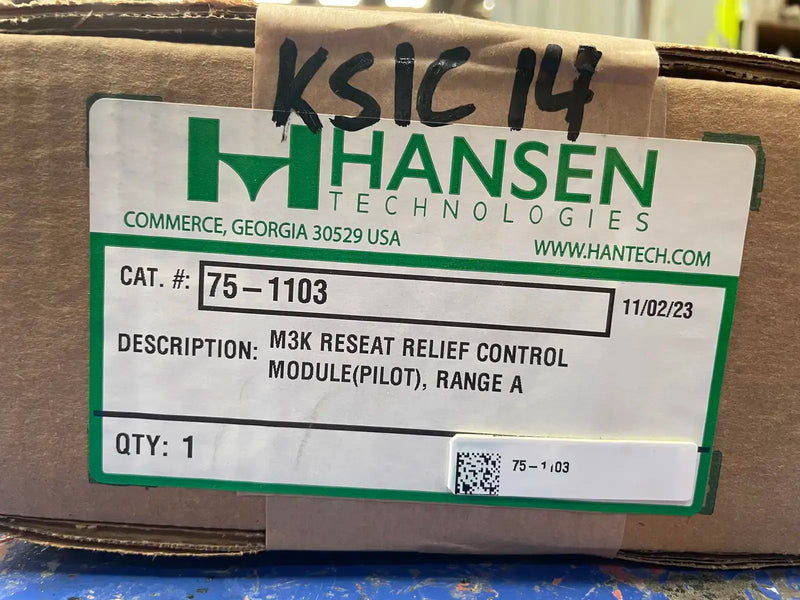 KSIC 14
HANSEN
TECHNOLOGIES
COMMERCE, GEORGIA 30529 USA
WWW.HANTECH.COM
CAT. #: 75-1103
11/02/23
DESCRIPTION: M3K RESEAT RELIEF CONTROL
MODULE(PILOT), RANGE A
QTY: 1
75-1103